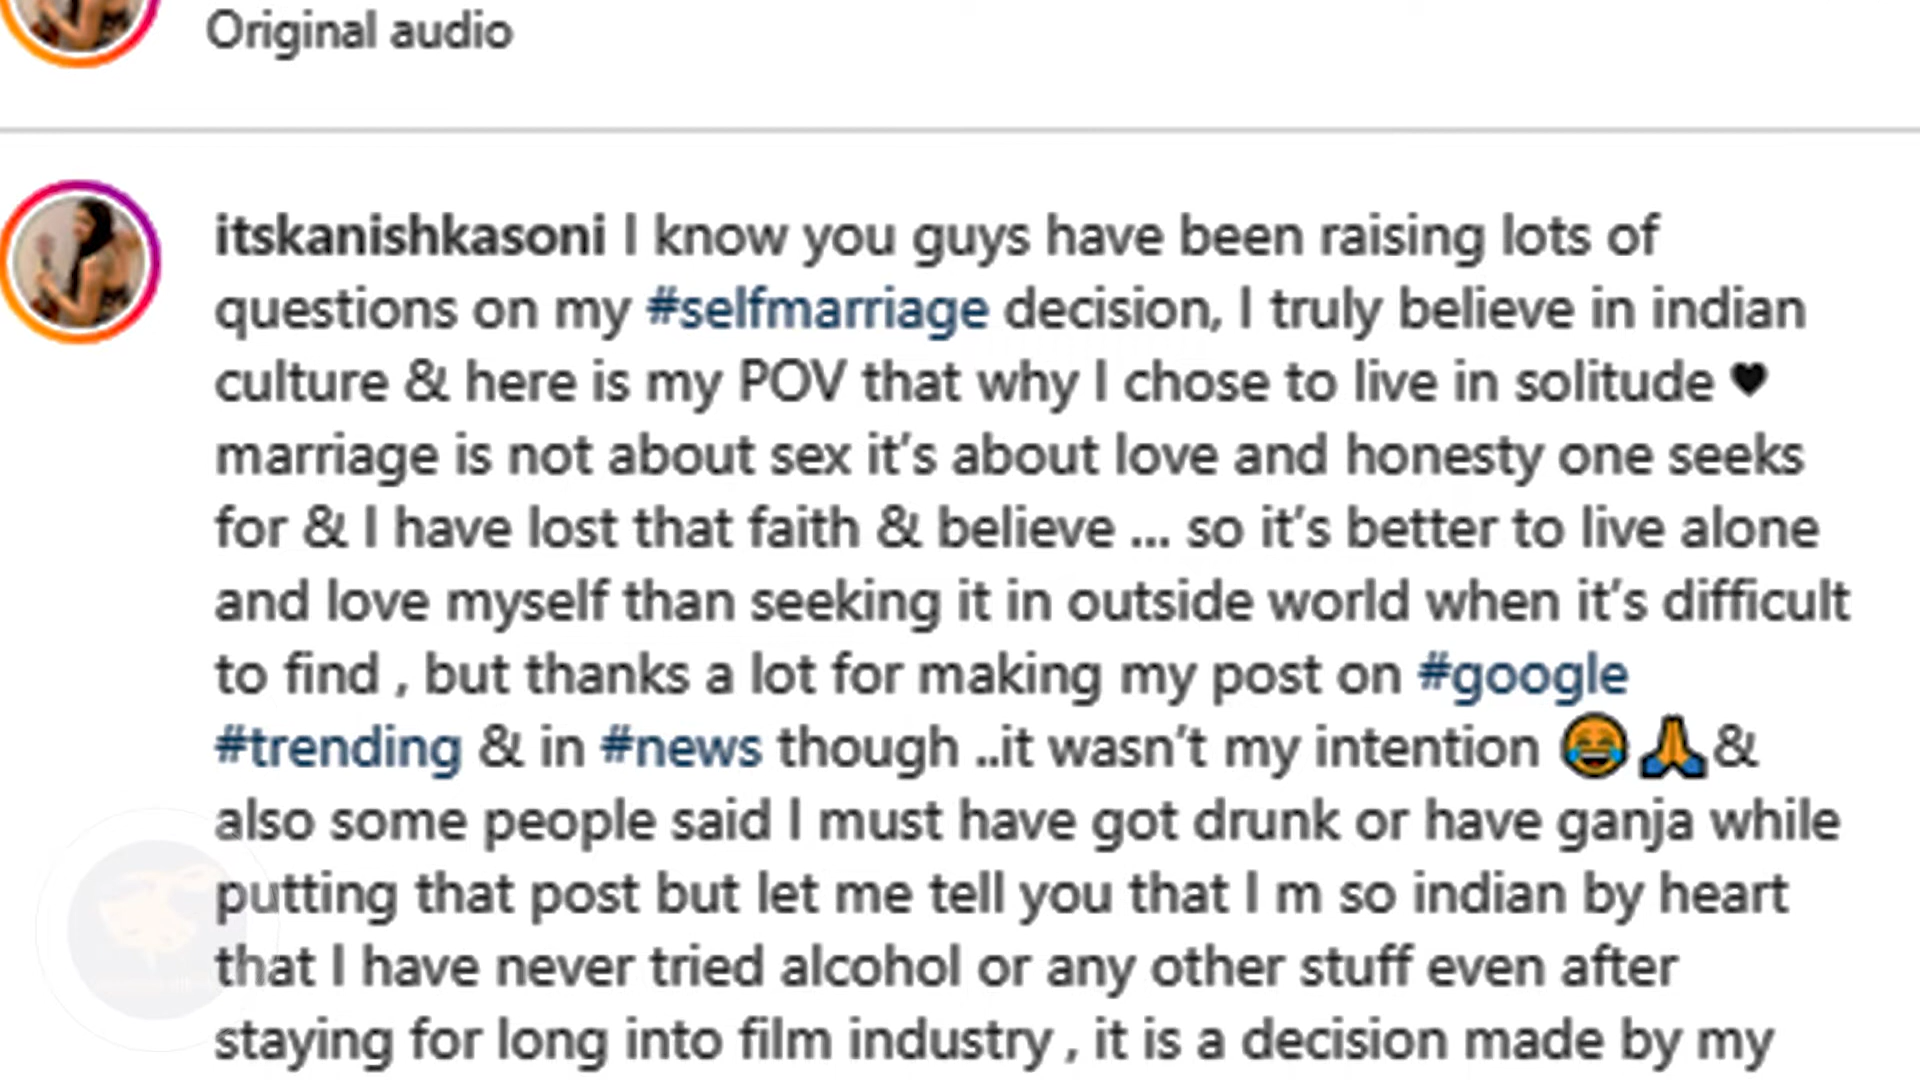 Original audio
itskanishkasoni I know you guys have been raising lots of
questions on my #selfmarriage decision, I truly believe in indian
culture & here is my POV that why I chose to live in solitude 🖤
marriage is not about sex it's about love and honesty one seeks
for & I have lost that faith & believe ... so it's better to live alone
and love myself than seeking it in outside world when it's difficult
to find , but thanks a lot for making my post on #google
#trending & in #news though ..it wasn't my intention 😂🙏&
also some people said I must have got drunk or have ganja while
putting that post but let me tell you that I m so indian by heart
that I have never tried alcohol or any other stuff even after
staying for long into film industry , it is a decision made by my